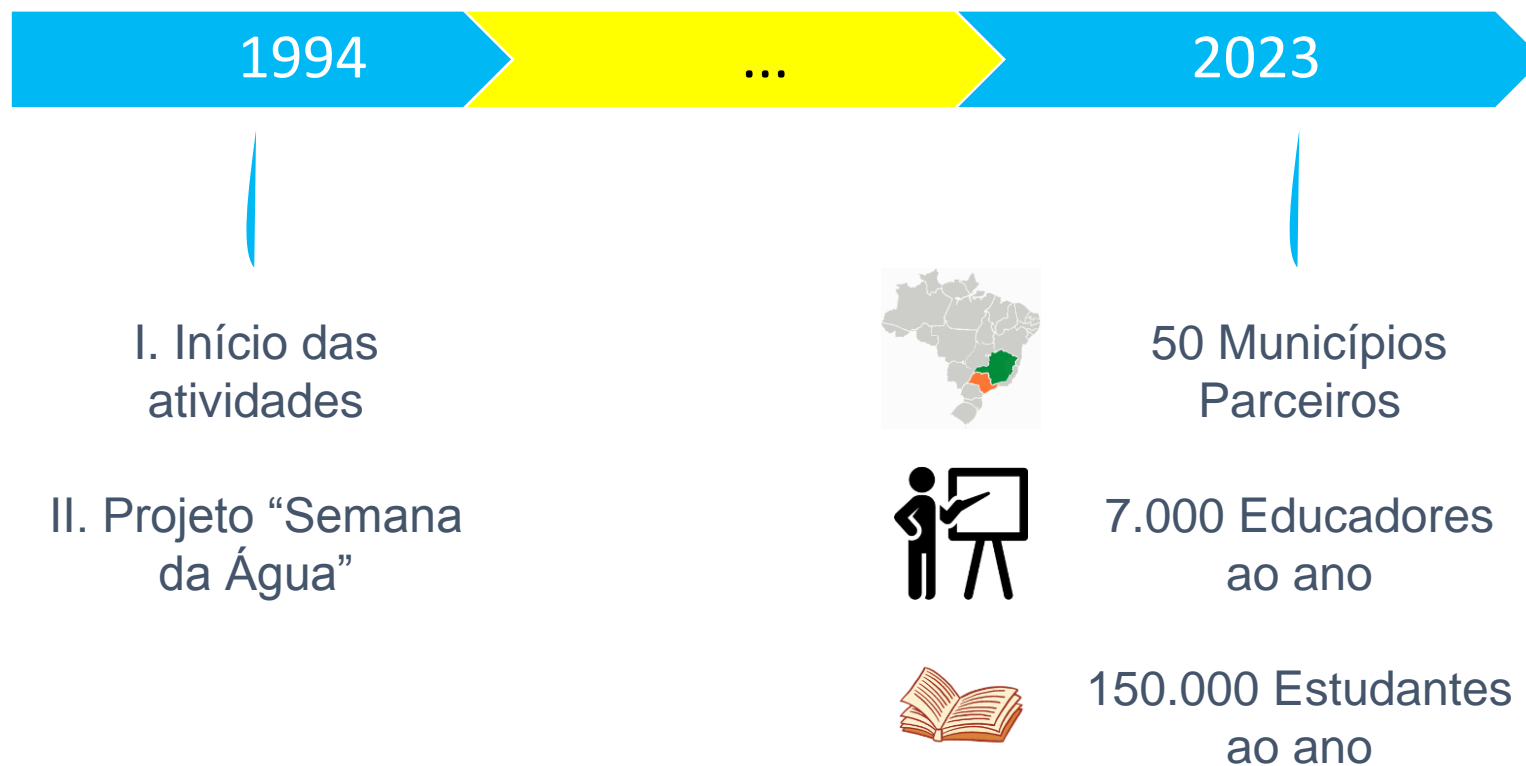 1994
...
2023
I. Início das
atividades
II. Projeto “Semana
da Água”
50 Municípios
Parceiros
7.000 Educadores
ao ano
150.000 Estudantes
ao ano